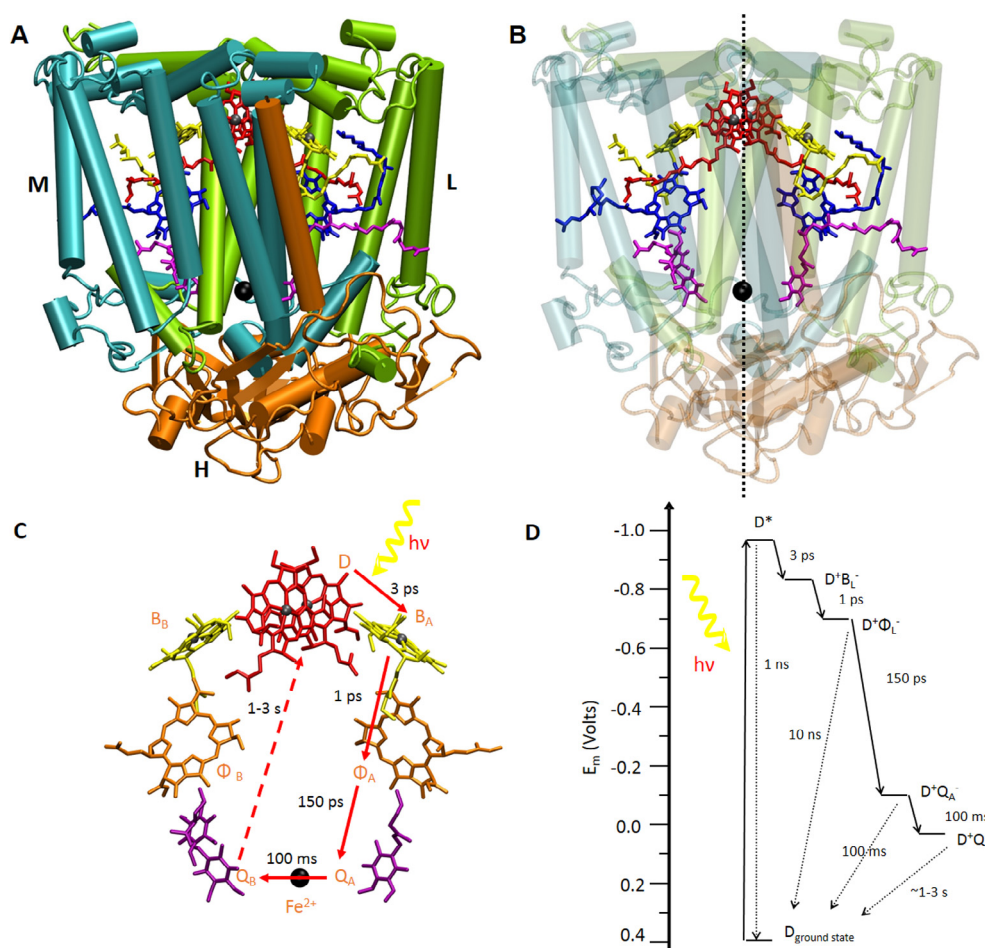 A
M
L
H
B
C
hν
D
3 ps
B_B
B_A
1-3 s
1 ps
Φ_B
Φ_A
150 ps
100 ms
Q_B
Q_A
Fe²⁺
D
E_m (Volts)
-1.0
-0.8
-0.6
-0.4
-0.2
0.0
0.2
0.4
hν
D*
3 ps
D⁺B_L⁻
1 ps
D⁺Φ_L⁻
1 ns
150 ps
10 ns
D⁺Q_A⁻
100 ms
D⁺Q
100 ms
~1-3 s
D_ground state